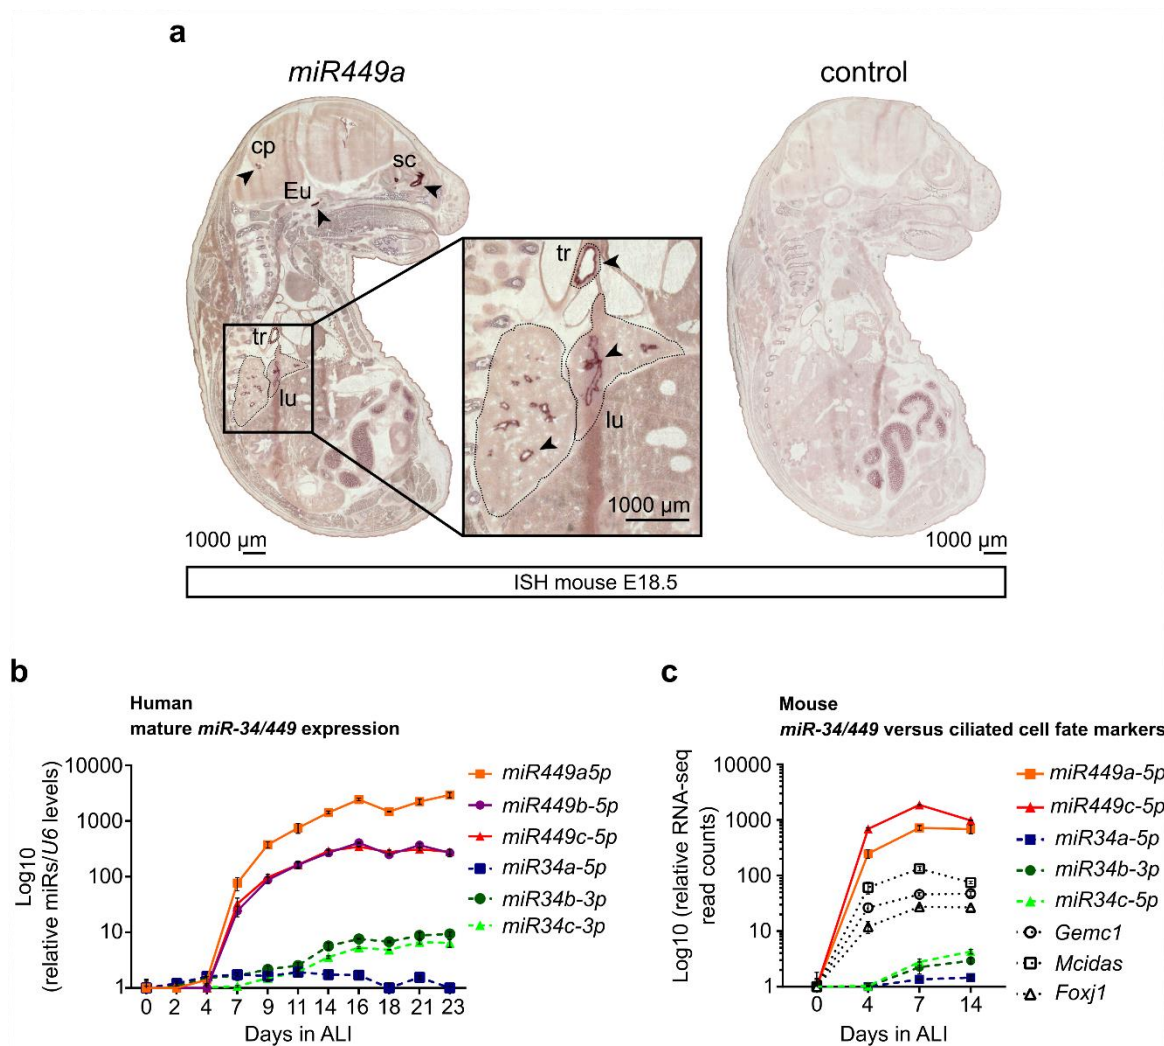 a
miR449a
control
cp
sc
Eu
tr
tr
lu
lu
1000 µm
1000 µm
1000 µm
ISH mouse E18.5
b
Human
mature miR-34/449 expression
Log10
(relative miRs/U6 levels)
10000
1000
100
10
1
0 2 4 7 9 11 14 16 18 21 23
Days in ALI
miR449a5p
miR449b-5p
miR449c-5p
miR34a-5p
miR34b-3p
miR34c-3p
c
Mouse
miR-34/449 versus ciliated cell fate markers
Log10 (relative RNA-seq
read counts)
10000
1000
100
10
1
0 4 7 14
Days in ALI
miR449a-5p
miR449c-5p
miR34a-5p
miR34b-3p
miR34c-5p
Gemc1
Mcidas
Foxj1